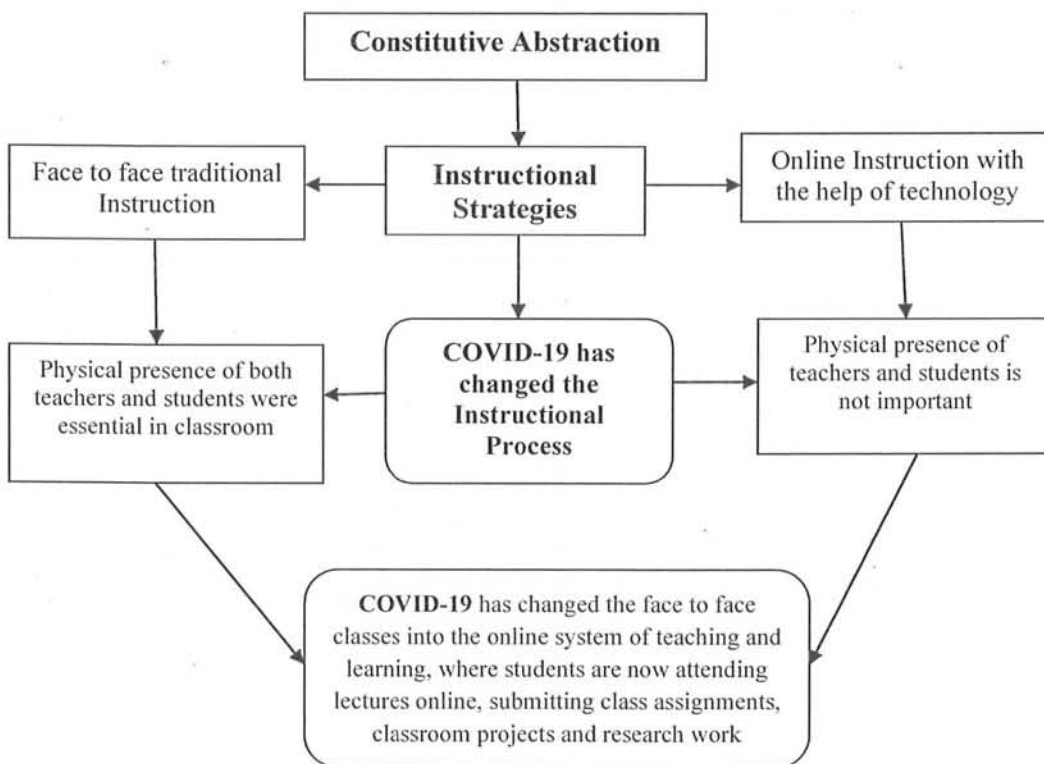 Constitutive Abstraction
Face to face traditional
Instruction
Instructional
Strategies
Online Instruction with
the help of technology
Physical presence of both
teachers and students were
essential in classroom
COVID-19 has
changed the
Instructional
Process
Physical presence of
teachers and students is
not important
COVID-19 has changed the face to face
classes into the online system of teaching and
learning, where students are now attending
lectures online, submitting class assignments,
classroom projects and research work